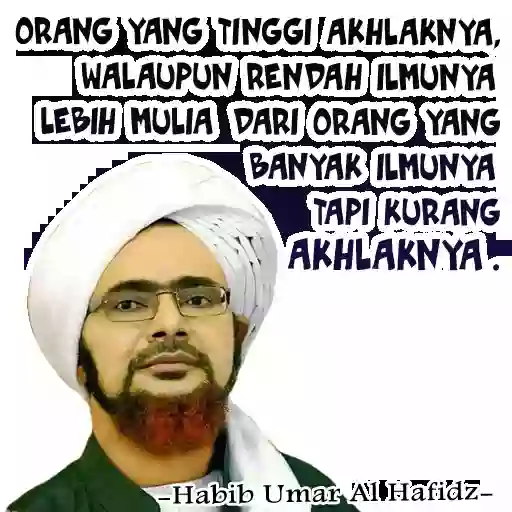 ORANG YANG TINGGI AKHLAKNYA,
WALAUPUN RENDAH ILMUNYA
LEBIH MULIA DARI ORANG YANG
BANYAK ILMUNYA
TAPI KURANG
AKHLAKNYA.
-Habib Umar Al Hafidz-